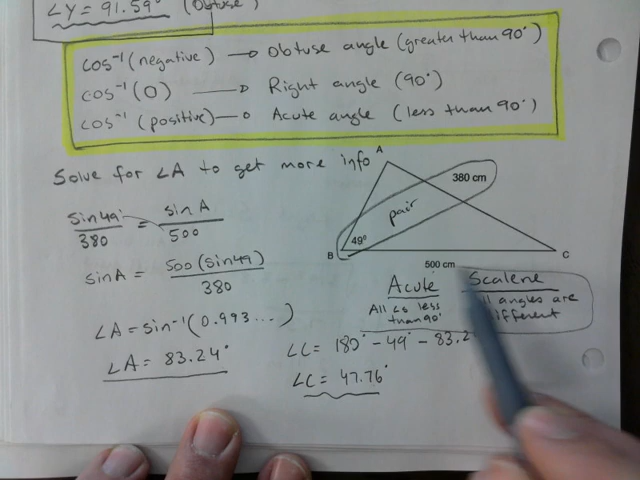 ∠Y = 91.59° (Obtuse)
cos⁻¹(negative) → Obtuse angle (greater than 90°)
cos⁻¹(0) → Right angle (90°)
cos⁻¹(positive) → Acute angle (less than 90°)
Solve for ∠A to get more info
A
380 cm
pair
49°
B
C
500 cm
sin49° / 380 = sinA / 500
sinA = 500(sin49) / 380
∠A = sin⁻¹(0.993...)
∠A = 83.24°
Acute
All ∠s less
than 90°
Scalene
angles are
∠C = 180° - 49° - 83.2
∠C = 47.76°